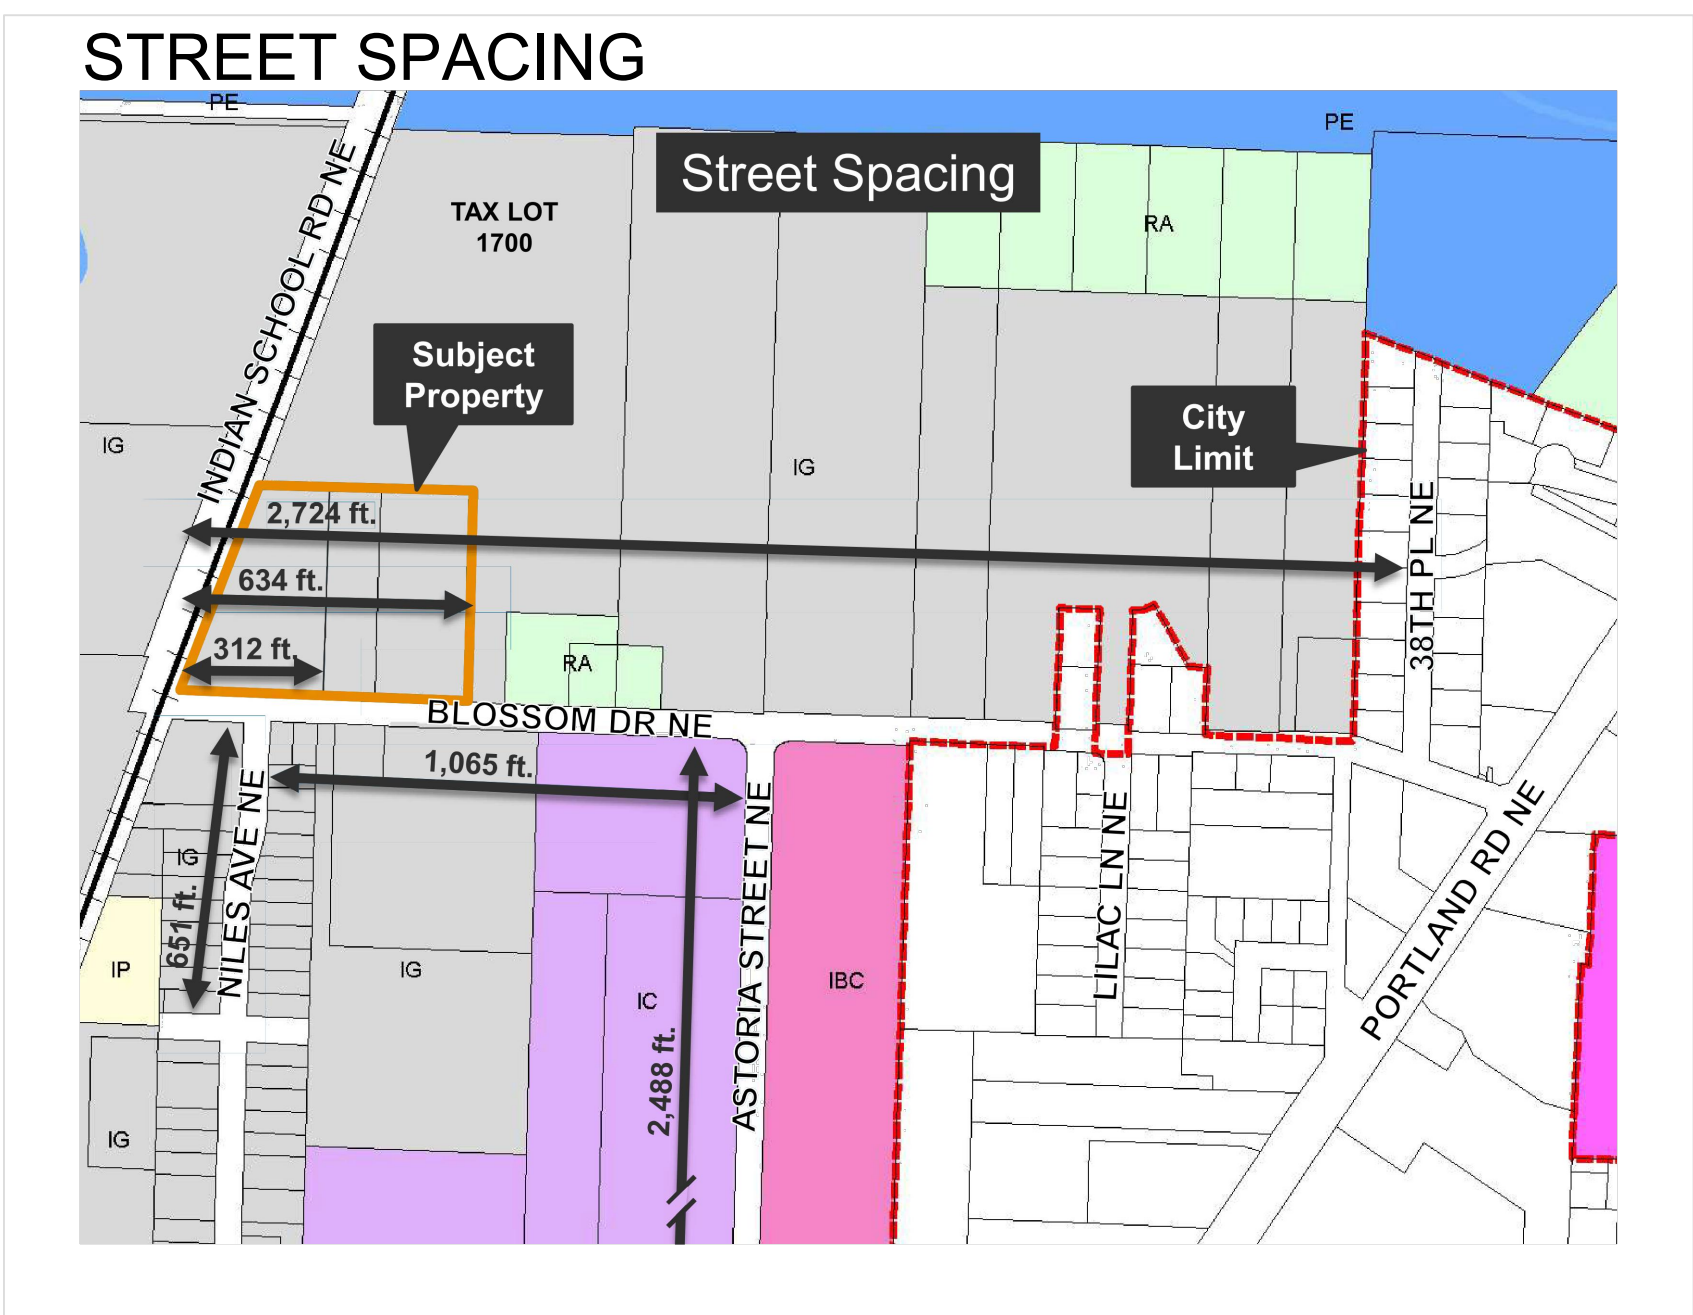 STREET SPACING
PE
PE
Street Spacing
INDIAN SCHOOL RD NE
TAX LOT
1700
RA
Subject
Property
City
Limit
IG
IG
2,724 ft.
38TH PL NE
634 ft.
312 ft.
RA
BLOSSOM DR NE
1,065 ft.
NILES AVE NE
ASTORIA STREET NE
LILAC LN NE
PORTLAND RD NE
IG
651 ft.
IP
IG
IC
IBC
2,488 ft.
IG